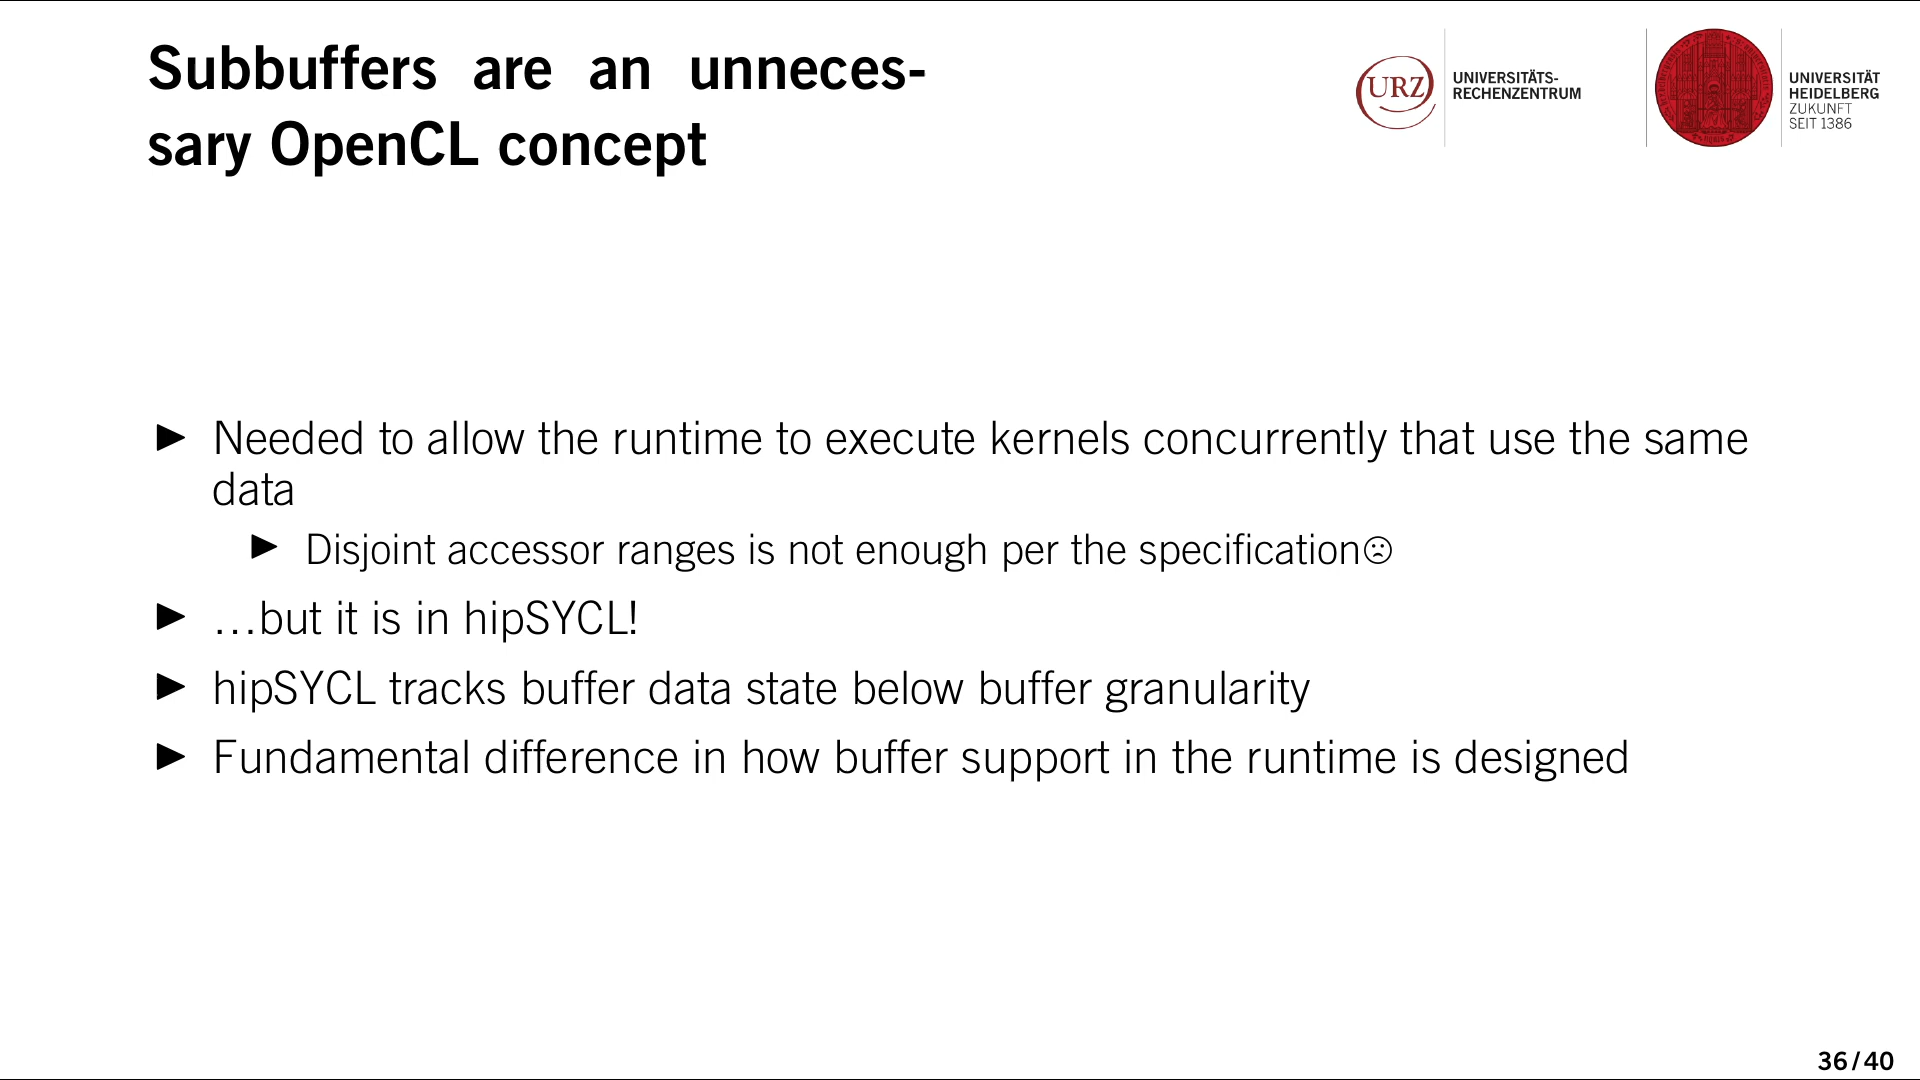 Subbuffers are an unneces-
sary OpenCL concept
URZ
UNIVERSITÄTS-
RECHENZENTRUM
UNIVERSITÄT
HEIDELBERG
ZUKUNFT
SEIT 1386
▶ Needed to allow the runtime to execute kernels concurrently that use the same
data
▶ Disjoint accessor ranges is not enough per the specification☹
▶ …but it is in hipSYCL!
▶ hipSYCL tracks buffer data state below buffer granularity
▶ Fundamental difference in how buffer support in the runtime is designed
36/40